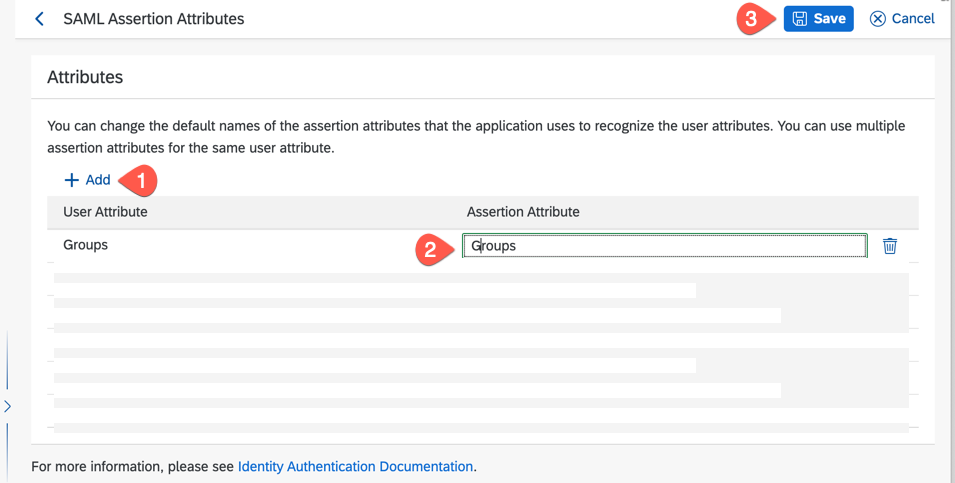 SAML Assertion Attributes
3
Save
Cancel
Attributes
You can change the default names of the assertion attributes that the application uses to recognize the user attributes. You can use multiple
assertion attributes for the same user attribute.
Add
1
User Attribute
Assertion Attribute
Groups
2
Groups
For more information, please see Identity Authentication Documentation.